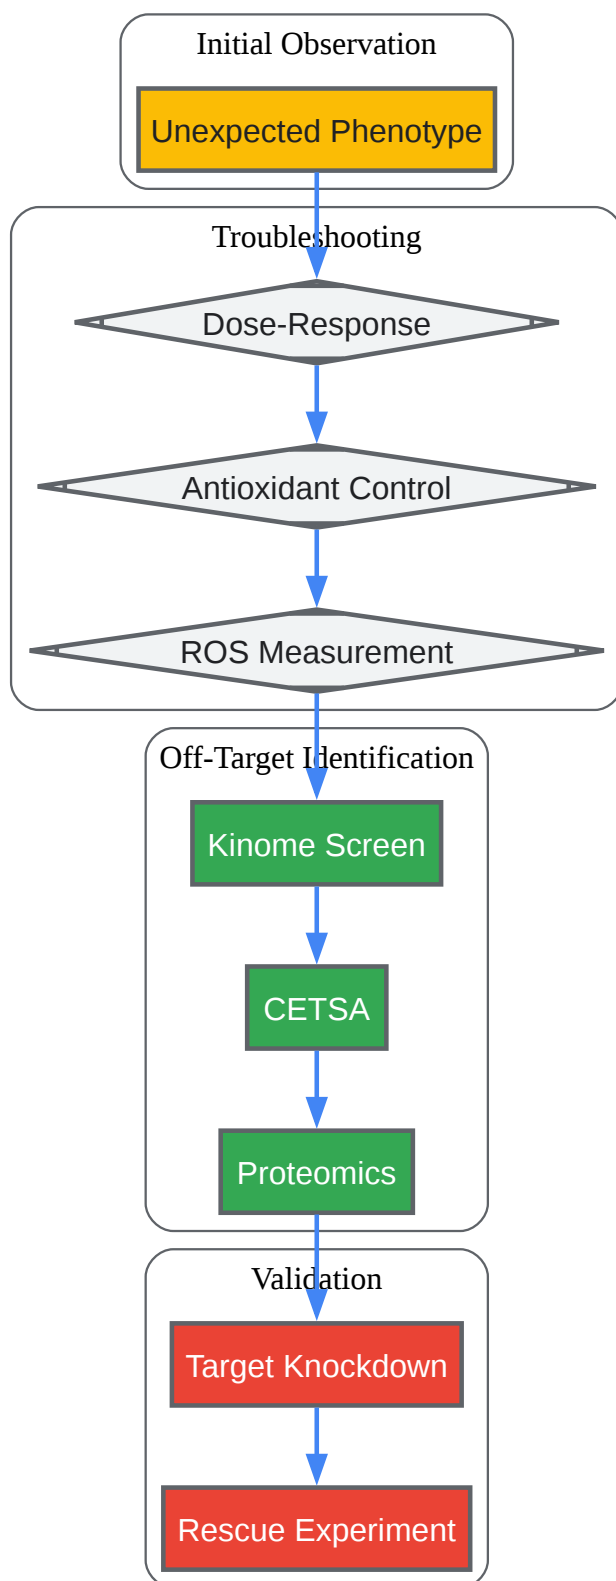 Initial Observation
Unexpected Phenotype
Troubleshooting
Dose-Response
Antioxidant Control
ROS Measurement
Off-Target Identification
Kinome Screen
CETSA
Proteomics
Validation
Target Knockdown
Rescue Experiment